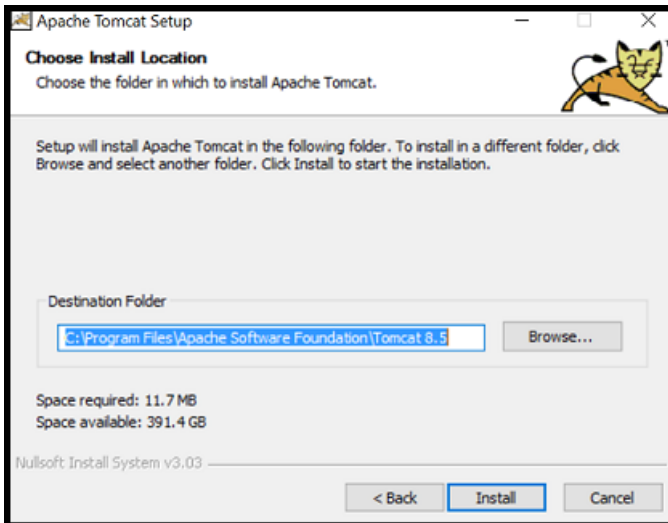 Apache Tomcat Setup
Choose Install Location
Choose the folder in which to install Apache Tomcat.
Setup will install Apache Tomcat in the following folder. To install in a different folder, click
Browse and select another folder. Click Install to start the installation.
Destination Folder
C:\Program Files\Apache Software Foundation\Tomcat 8.5
Browse...
Space required: 11.7 MB
Space available: 391.4 GB
Nullsoft Install System v3.03
< Back
Install
Cancel